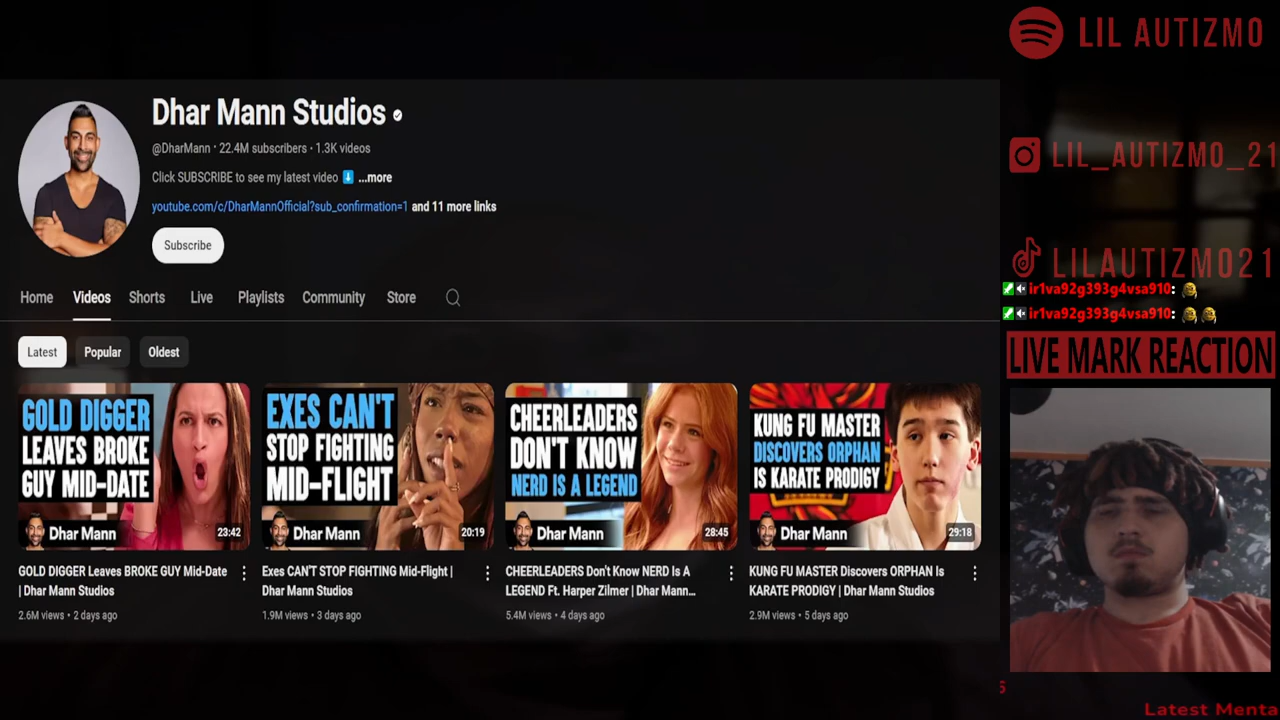 Dhar Mann Studios
@DharMann · 22.4M subscribers · 1.3K videos
Click SUBSCRIBE to see my latest video ...more
youtube.com/c/DharMannOfficial?sub_confirmation=1 and 11 more links
Subscribe
Home Videos Shorts Live Playlists Community Store
Latest Popular Oldest
GOLD DIGGER
LEAVES BROKE
GUY MID-DATE
Dhar Mann
23:42
GOLD DIGGER Leaves BROKE GUY Mid-Date
| Dhar Mann Studios
2.6M views · 2 days ago
EXES CAN'T
STOP FIGHTING
MID-FLIGHT
Dhar Mann
20:19
Exes CAN'T STOP FIGHTING Mid-Flight |
Dhar Mann Studios
1.9M views · 3 days ago
CHEERLEADERS
DON'T KNOW
NERD IS A LEGEND
Dhar Mann
28:45
CHEERLEADERS Don't Know NERD Is A
LEGEND Ft. Harper Zilmer | Dhar Mann...
5.4M views · 4 days ago
KUNG FU MASTER
DISCOVERS ORPHAN
IS KARATE PRODIGY
Dhar Mann
29:18
KUNG FU MASTER Discovers ORPHAN Is
KARATE PRODIGY | Dhar Mann Studios
2.9M views · 5 days ago
LIL AUTIZMO
LIL_AUTIZMO_21
LILAUTIZMO21
ir1va92g393g4vsa910:
ir1va92g393g4vsa910:
LIVE MARK REACTION
S
Latest Menta